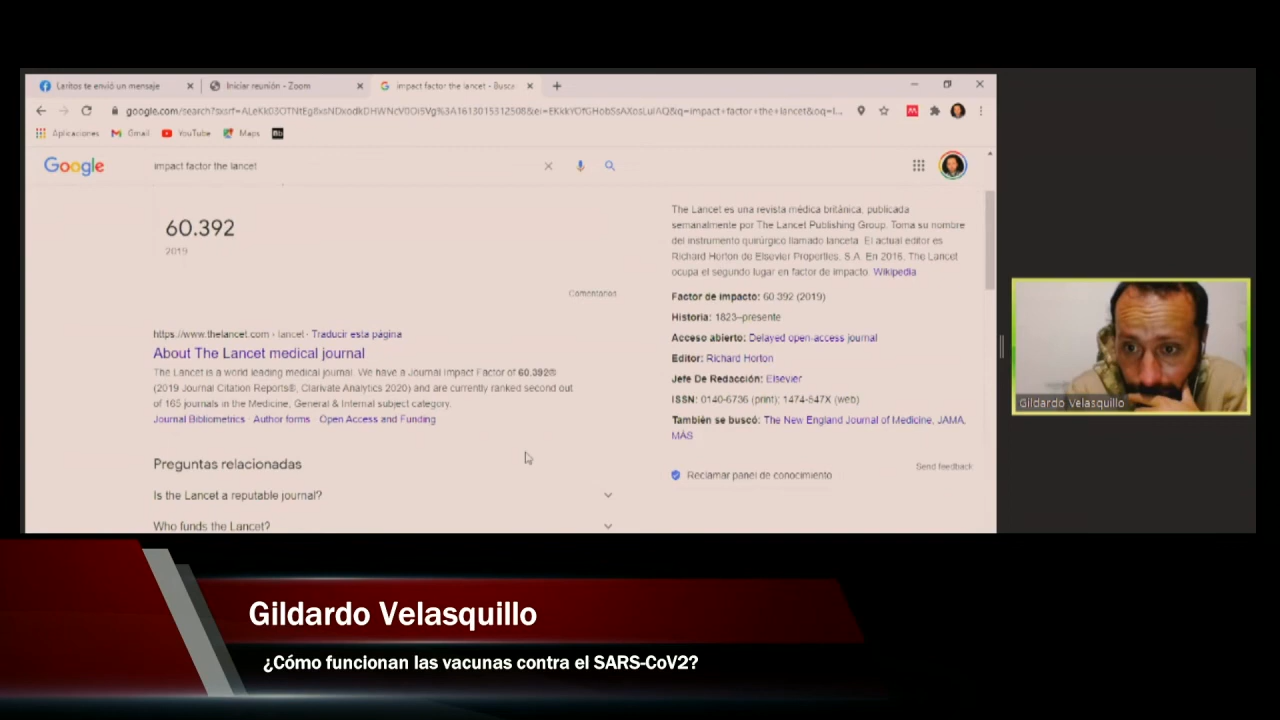 Laritos te envió un mensaje
Iniciar reunión - Zoom
impact factor the lancet - Busca
Aplicaciones
Gmail
YouTube
Maps
Google
impact factor the lancet
60.392
2019
Comentarios
https://www.thelancet.com › lancet · Traducir esta página
About The Lancet medical journal
The Lancet is a world leading medical journal. We have a Journal Impact Factor of 60.392®
(2019 Journal Citation Reports®, Clarivate Analytics 2020) and are currently ranked second out
of 165 journals in the Medicine, General & Internal subject category.
Journal Bibliometrics · Author forms · Open Access and Funding
Preguntas relacionadas
Is the Lancet a reputable journal?
Who funds the Lancet?
The Lancet es una revista médica británica, publicada
semanalmente por The Lancet Publishing Group. Toma su nombre
del instrumento quirúrgico llamado lanceta. El actual editor es
Richard Horton de Elsevier Properties, S.A. En 2016, The Lancet
ocupa el segundo lugar en factor de impacto. Wikipedia
Factor de impacto: 60.392 (2019)
Historia: 1823–presente
Acceso abierto: Delayed open-access journal
Editor: Richard Horton
Jefe De Redacción: Elsevier
ISSN: 0140-6736 (print); 1474-547X (web)
También se buscó: The New England Journal of Medicine, JAMA,
MÁS
Send feedback
Reclamar panel de conocimiento
Gildardo Velasquillo
Gildardo Velasquillo
¿Cómo funcionan las vacunas contra el SARS-CoV2?